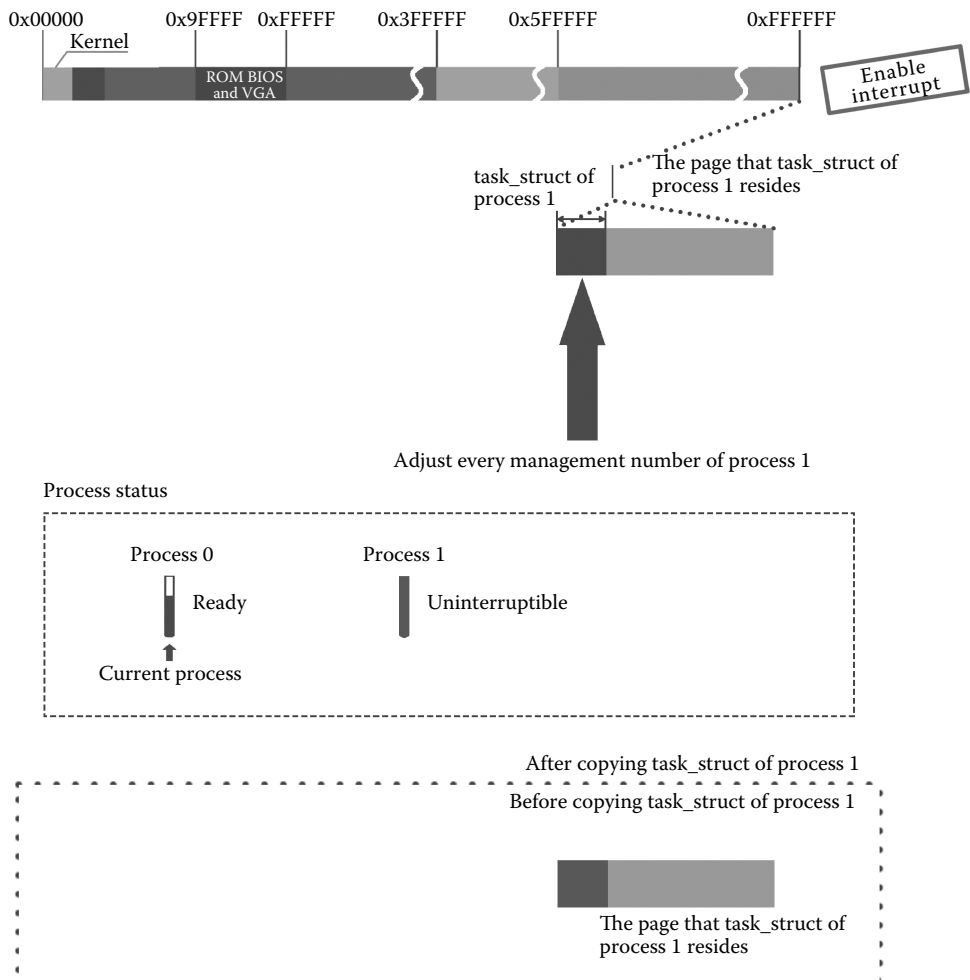 0x00000 0x9FFFF 0xFFFFF 0x3FFFFF 0x5FFFFF 0xFFFFFF
Kernel
ROM BIOS
and VGA
Enable
interrupt
task_struct of
process 1
The page that task_struct of
process 1 resides
Adjust every management number of process 1
Process status
Process 0 Process 1
Ready Uninterruptible
Current process
After copying task_struct of process 1
Before copying task_struct of process 1
The page that task_struct of
process 1 resides